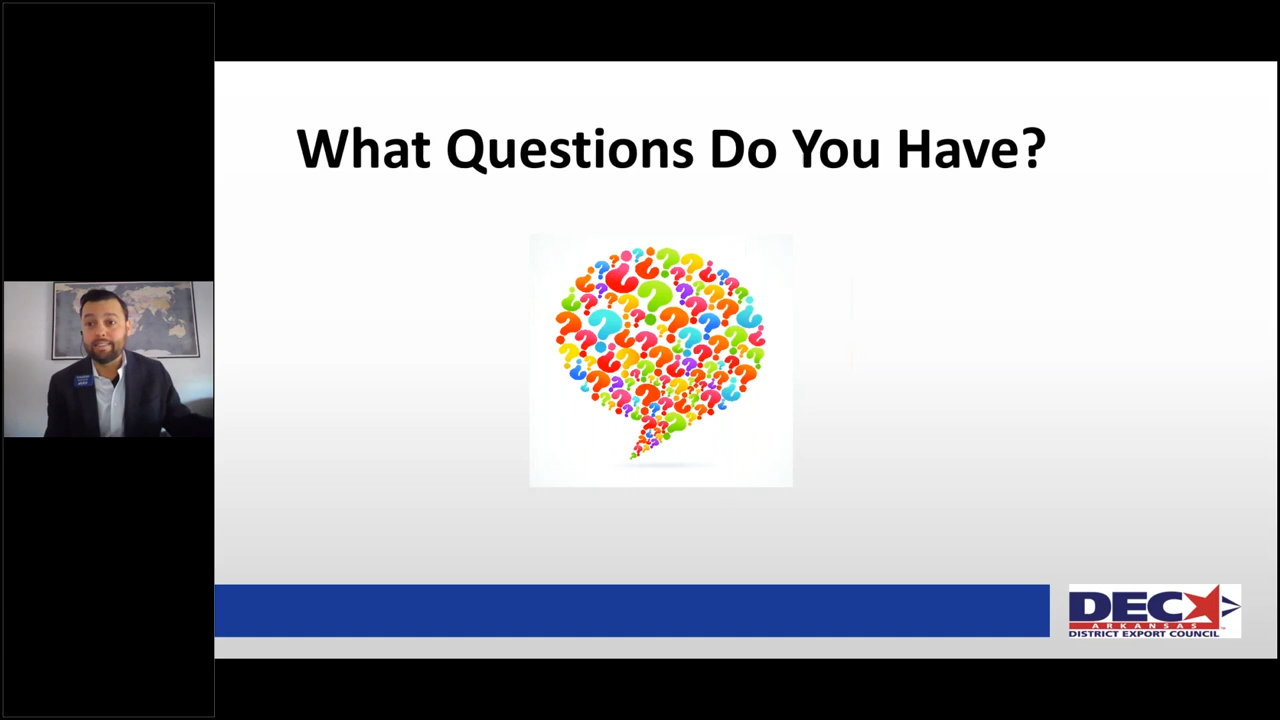 What Questions Do You Have?
DEC
ARKANSAS
DISTRICT EXPORT COUNCIL